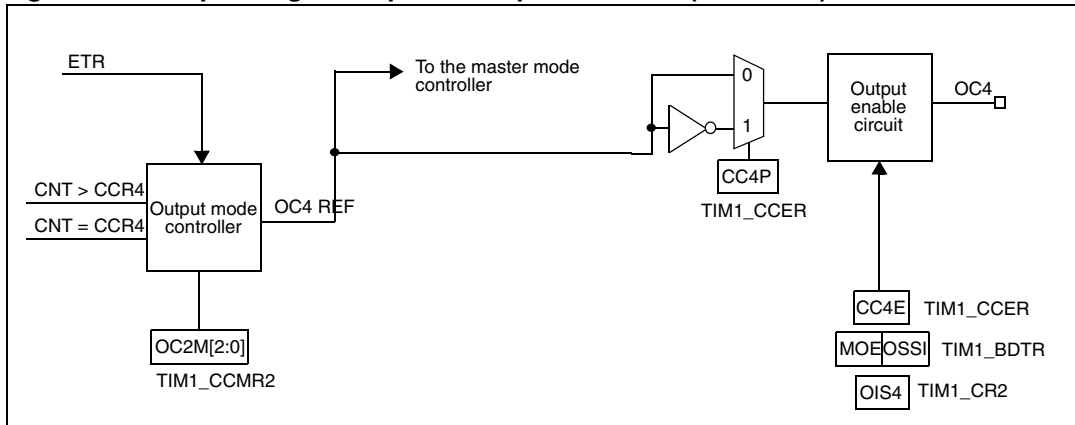 ETR
To the master mode
controller
0
1
Output
enable
circuit
OC4
CC4P
TIM1_CCER
CNT > CCR4
CNT = CCR4
Output mode
controller
OC4 REF
OC2M[2:0]
TIM1_CCMR2
CC4E TIM1_CCER
MOE OSSI TIM1_BDTR
OIS4 TIM1_CR2